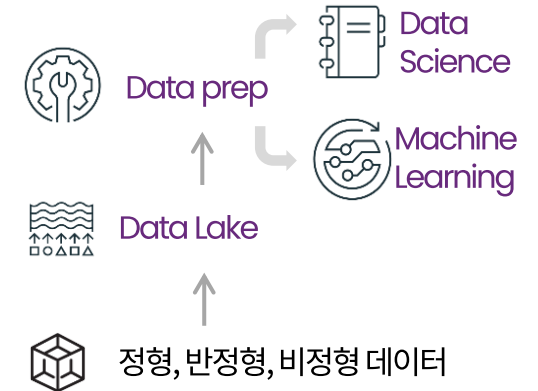 Data
Science
Data prep
Machine
Learning
Data Lake
정형, 반정형, 비정형 데이터